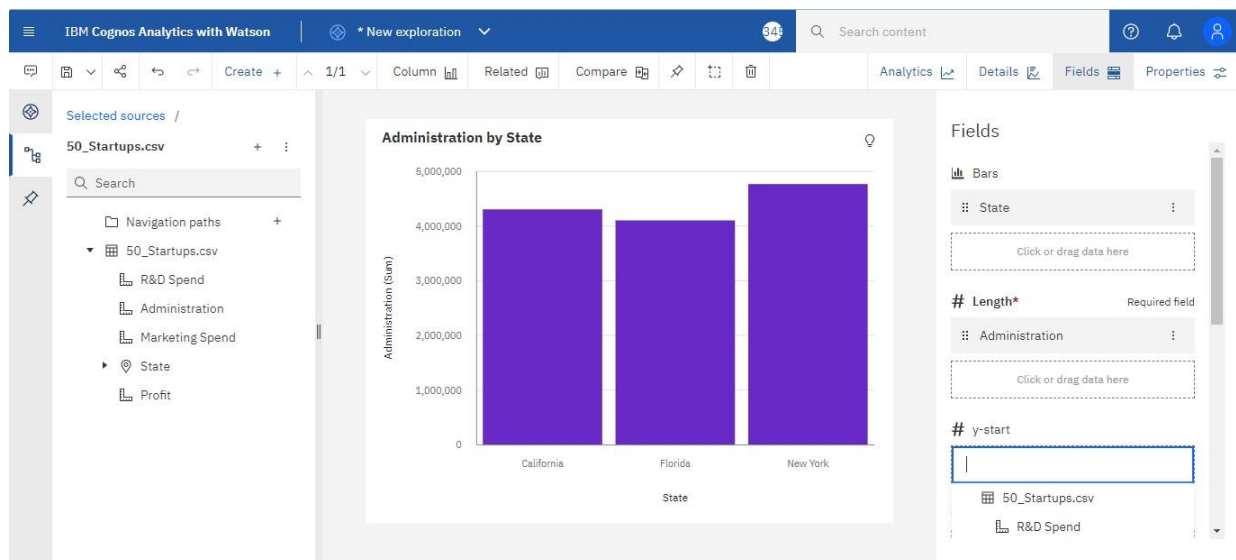 IBM Cognos Analytics with Watson
* New exploration
345
Search content
Create +
1/1
Column
Related
Compare
Analytics
Details
Fields
Properties
Selected sources /
50_Startups.csv
Search
Navigation paths
50_Startups.csv
R&D Spend
Administration
Marketing Spend
State
Profit
Administration by State
5,000,000
4,000,000
3,000,000
2,000,000
1,000,000
0
Administration (Sum)
California
Florida
New York
State
Fields
Bars
State
Click or drag data here
# Length* Required field
Administration
Click or drag data here
# y-start
50_Startups.csv
R&D Spend